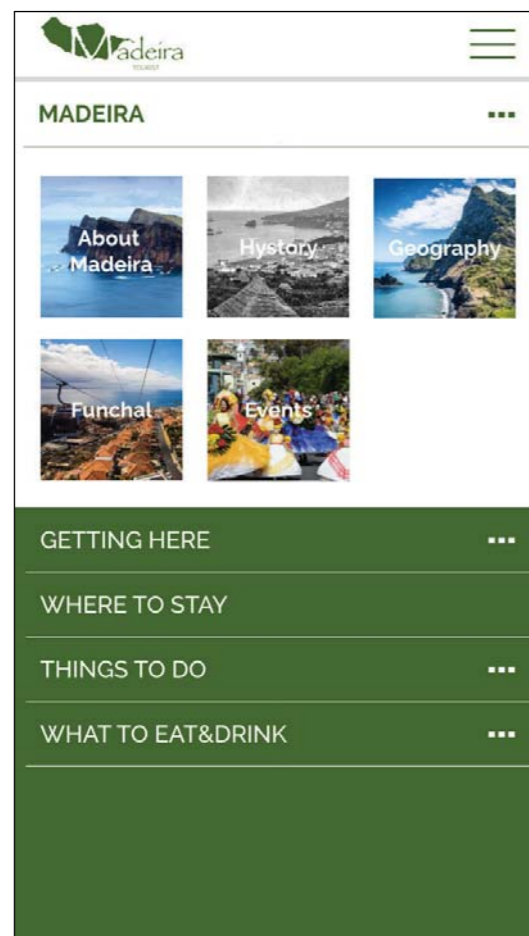 Madeira
TOURIST
MADEIRA
About
Madeira
Hystory
Geography
Funchal
Events
GETTING HERE
WHERE TO STAY
THINGS TO DO
WHAT TO EAT&DRINK